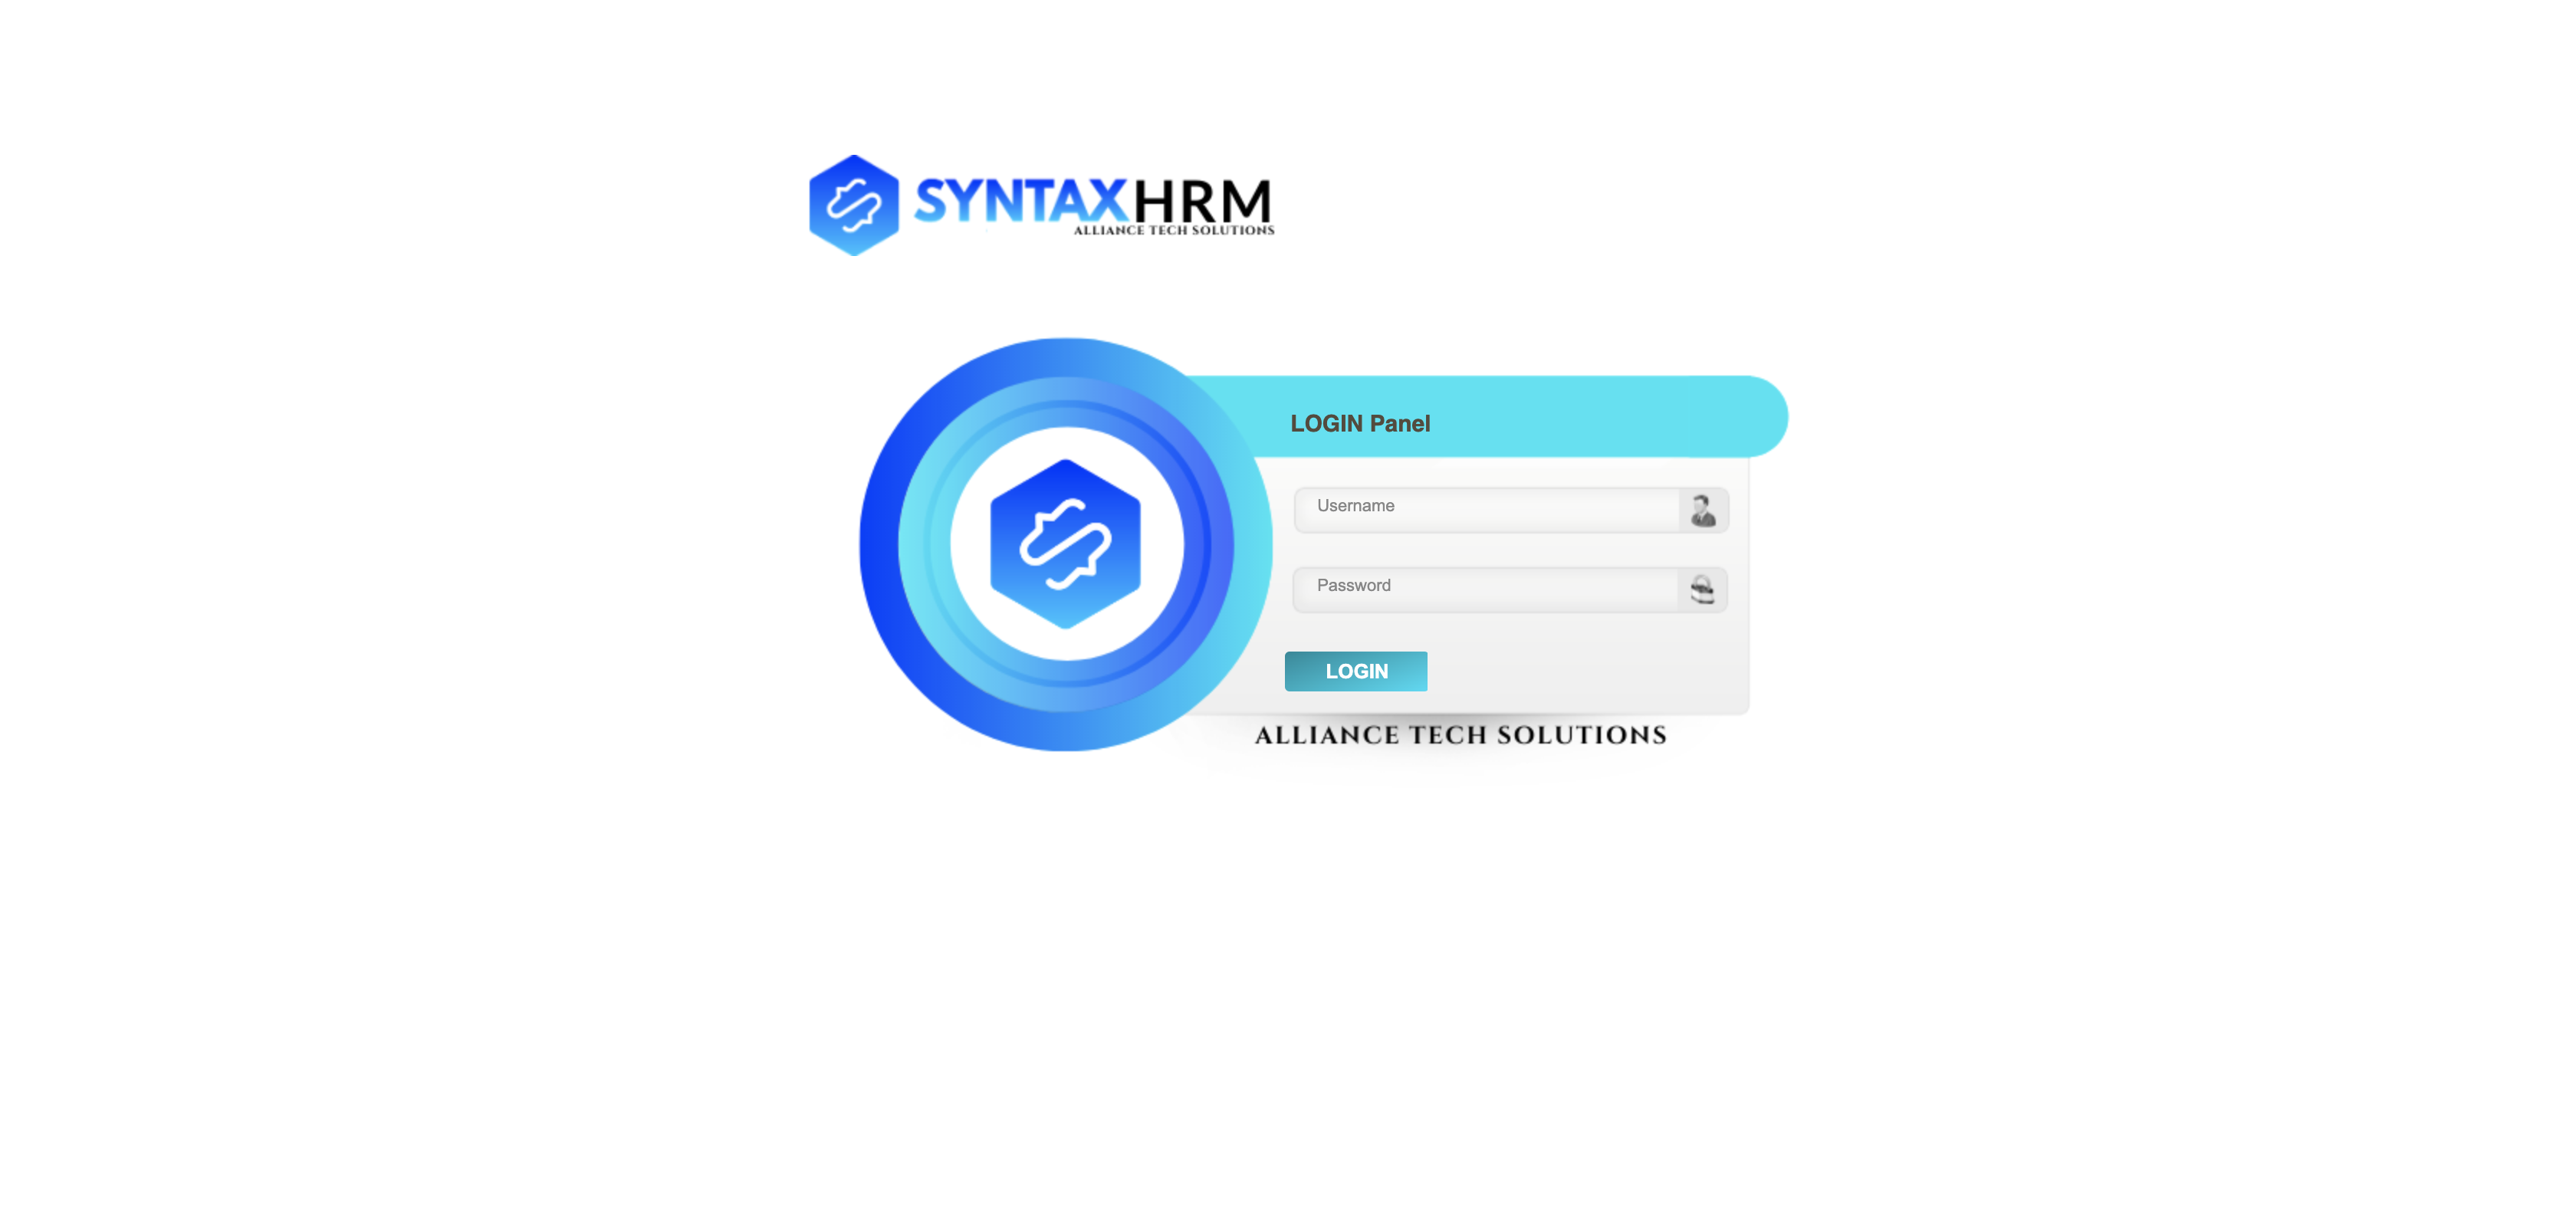 SYNTAXHRM
ALLIANCE TECH SOLUTIONS
LOGIN Panel
Username
Password
LOGIN
ALLIANCE TECH SOLUTIONS